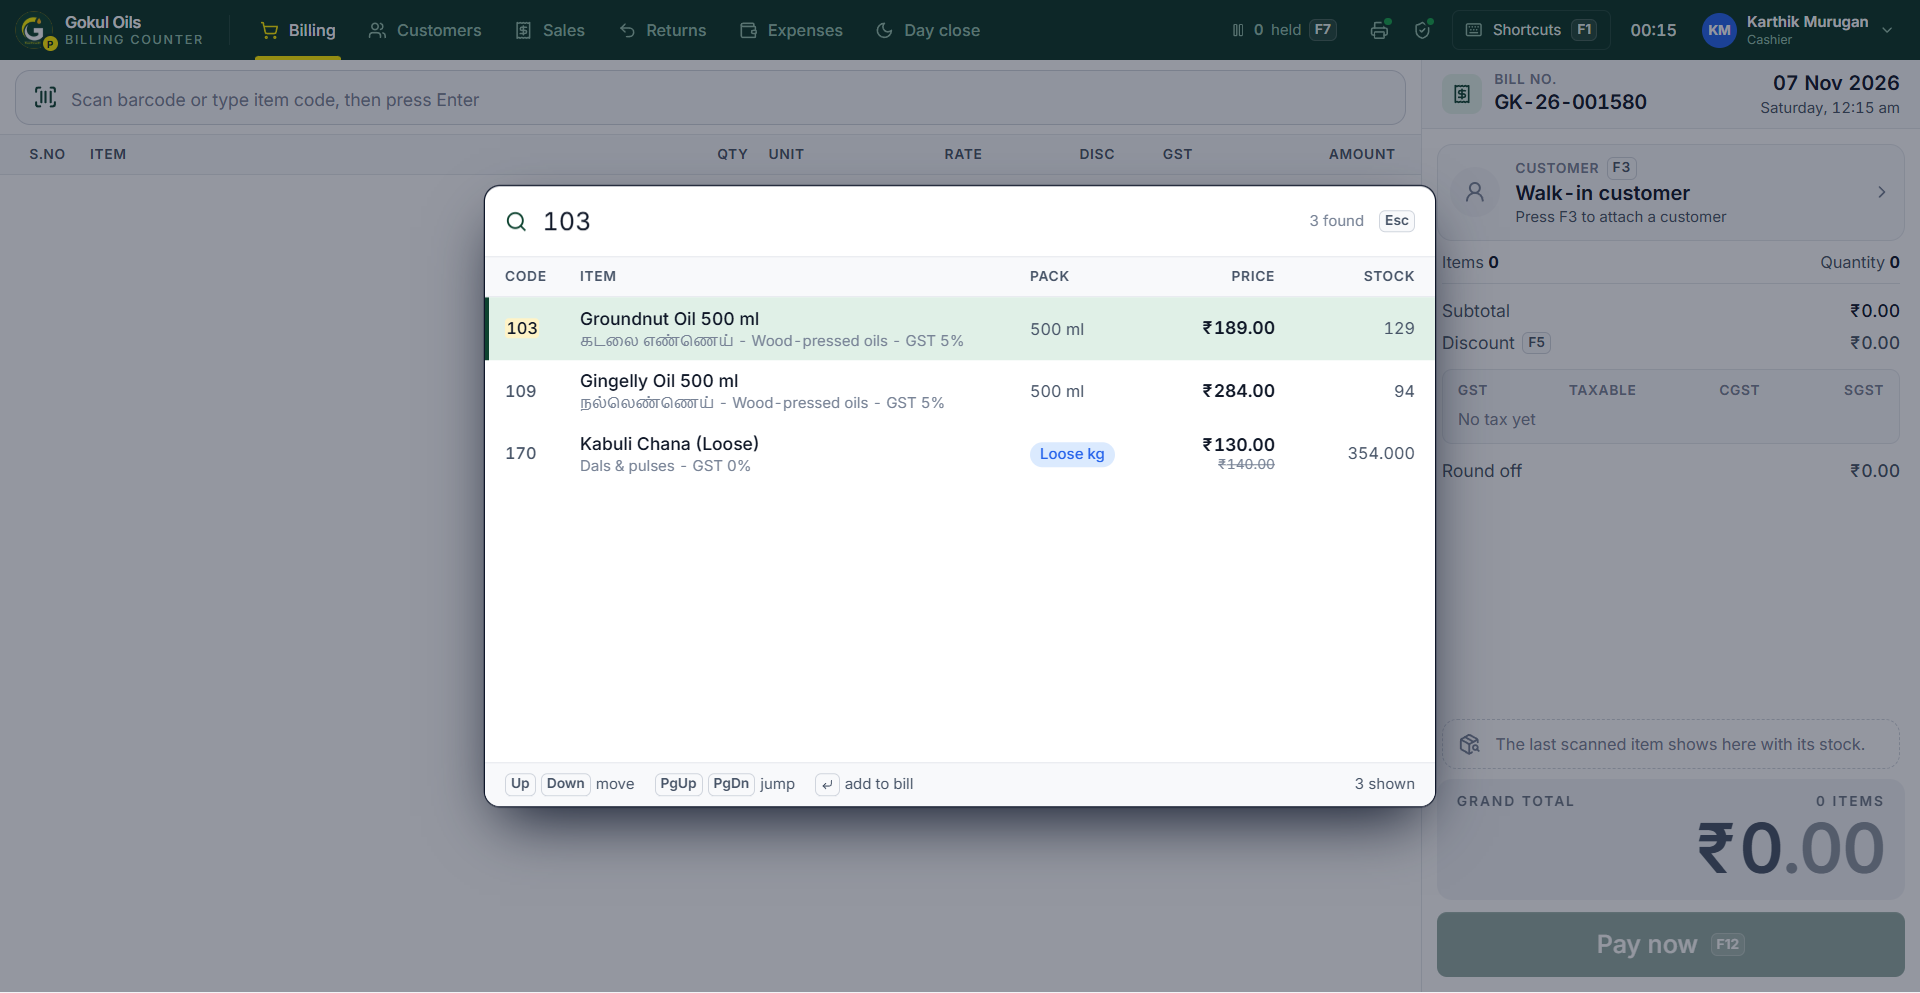 Gokul Oils
BILLING COUNTER
P
Billing
Customers
Sales
Returns
Expenses
Day close
0 held F7
Shortcuts F1
00:15
KM
Karthik Murugan
Cashier
Scan barcode or type item code, then press Enter
S.NO ITEM QTY UNIT RATE DISC GST AMOUNT
BILL NO.
GK-26-001580
07 Nov 2026
Saturday, 12:15 am
CUSTOMER F3
Walk-in customer
Press F3 to attach a customer
Items 0 Quantity 0
Subtotal ₹0.00
Discount F5 ₹0.00
GST TAXABLE CGST SGST
No tax yet
Round off ₹0.00
The last scanned item shows here with its stock.
GRAND TOTAL 0 ITEMS
₹0.00
Pay now F12
103 3 found Esc
CODE ITEM PACK PRICE STOCK
103 Groundnut Oil 500 ml 500 ml ₹189.00 129
கடலை எண்ணெய் - Wood-pressed oils - GST 5%
109 Gingelly Oil 500 ml 500 ml ₹284.00 94
நல்லெண்ணெய் - Wood-pressed oils - GST 5%
170 Kabuli Chana (Loose) Loose kg ₹130.00 354.000
Dals & pulses - GST 0% ₹140.00
Up Down move PgUp PgDn jump ↵ add to bill 3 shown